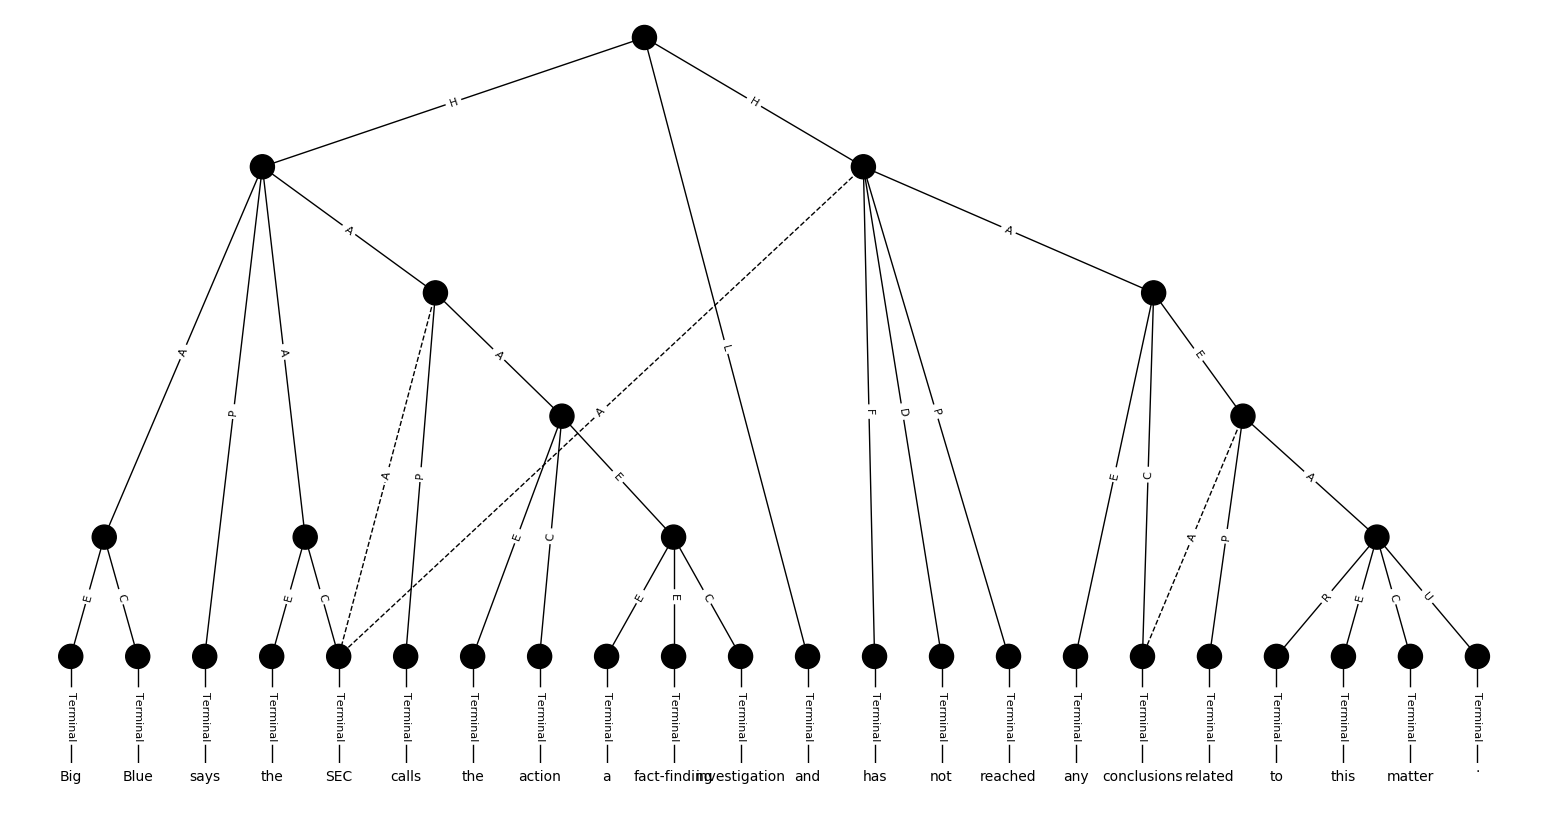 H H
A P A A L A F D P A
A P A E C E
E C E C E C E E E C A P A R E C U
Terminal Terminal Terminal Terminal Terminal Terminal Terminal Terminal Terminal Terminal Terminal Terminal Terminal Terminal Terminal Terminal Terminal Terminal Terminal Terminal Terminal Terminal
Big Blue says the SEC calls the action a fact-finding investigation and has not reached any conclusions related to this matter .